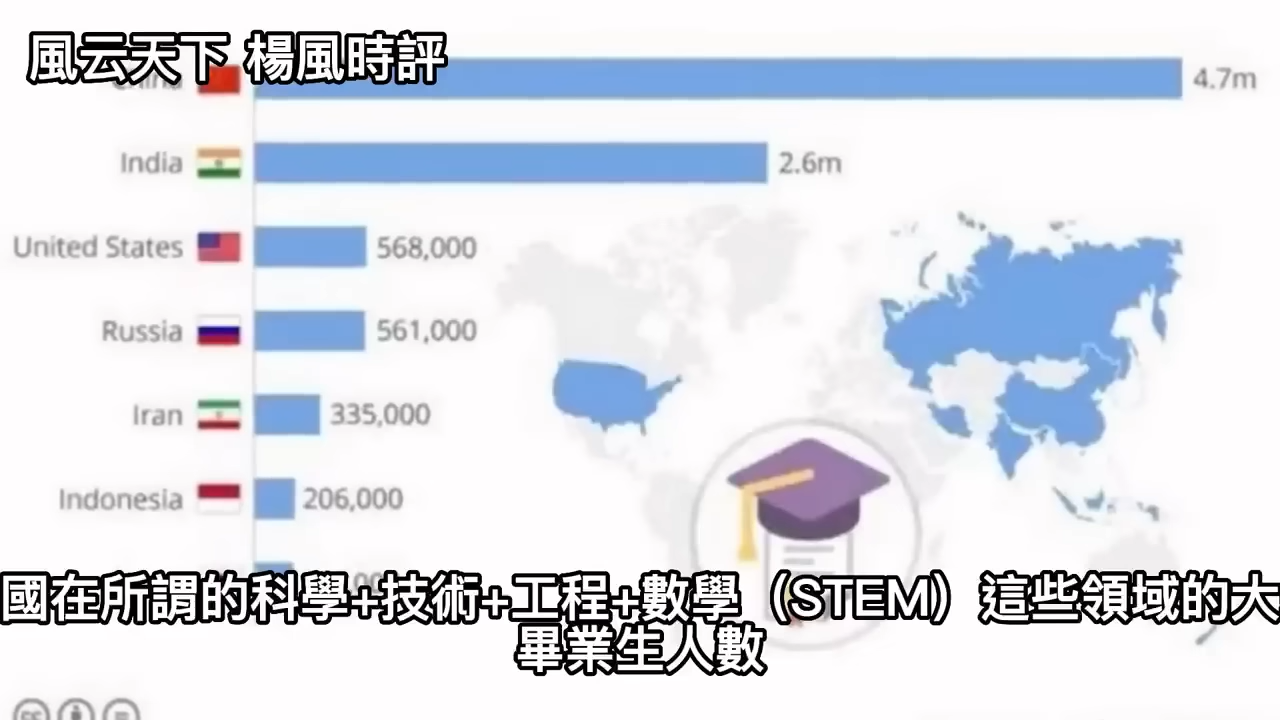 風云天下 楊風時評
China 4.7m
India 2.6m
United States 568,000
Russia 561,000
Iran 335,000
Indonesia 206,000
國在所謂的科學+技術+工程+數學（STEM）這些領域的大
畢業生人數